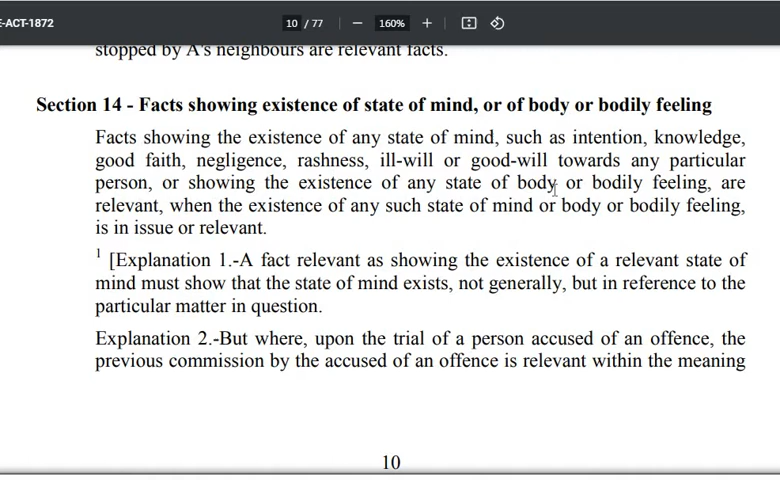 E-ACT-1872
10 / 77
160%
stopped by A's neighbours are relevant facts.
Section 14 - Facts showing existence of state of mind, or of body or bodily feeling
Facts showing the existence of any state of mind, such as intention, knowledge,
good faith, negligence, rashness, ill-will or good-will towards any particular
person, or showing the existence of any state of body or bodily feeling, are
relevant, when the existence of any such state of mind or body or bodily feeling,
is in issue or relevant.
1 [Explanation 1.-A fact relevant as showing the existence of a relevant state of
mind must show that the state of mind exists, not generally, but in reference to the
particular matter in question.
Explanation 2.-But where, upon the trial of a person accused of an offence, the
previous commission by the accused of an offence is relevant within the meaning
10